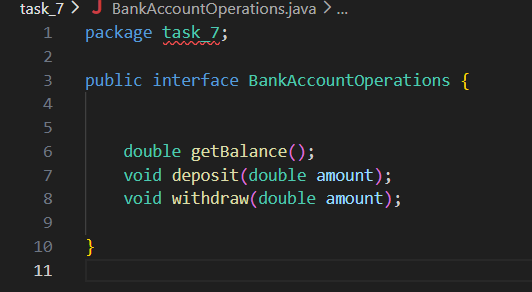 task_7 > J BankAccountOperations.java > ...
1 package task_7;
2
3 public interface BankAccountOperations {
4
5
6     double getBalance();
7     void deposit(double amount);
8     void withdraw(double amount);
9
10 }
11